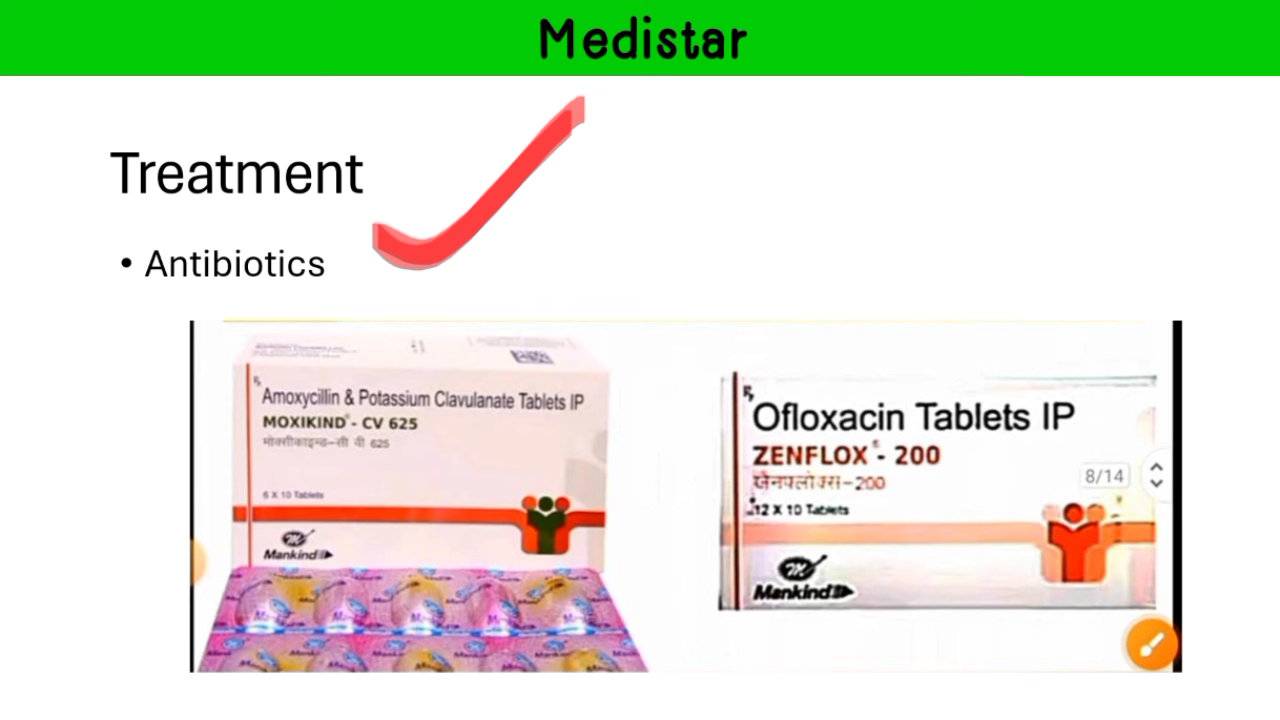 Medistar
Treatment
• Antibiotics
Amoxycillin & Potassium Clavulanate Tablets IP
MOXIKIND®- CV 625
मोक्सीकाइन्ड-सी वी 625
6 X 10 Tablets
Mankind
Rx
Ofloxacin Tablets IP
ZENFLOX®- 200
जेनफ्लोक्स-200
8/14
12 X 10 Tablets
Mankind